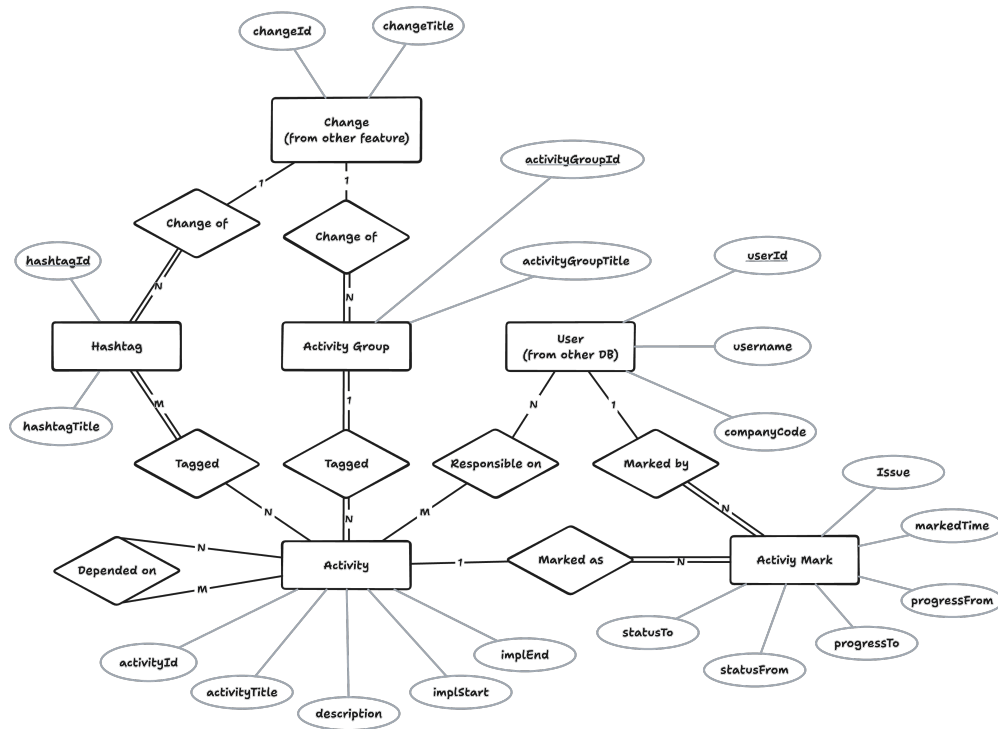 changeId
changeTitle
Change
(from other feature)
activityGroupId
1
1
Change of
Change of
hashtagId
activityGroupTitle
userId
N
N
Hashtag
Activity Group
User
(from other DB)
username
hashtagTitle
M
1
N
1
companyCode
Tagged
Tagged
Responsible on
Marked by
Issue
N
N
M
N
markedTime
Depended on
N
M
Activity
1
Marked as
N
Activiy Mark
progressFrom
statusTo
progressTo
activityId
implEnd
statusFrom
activityTitle
implStart
description